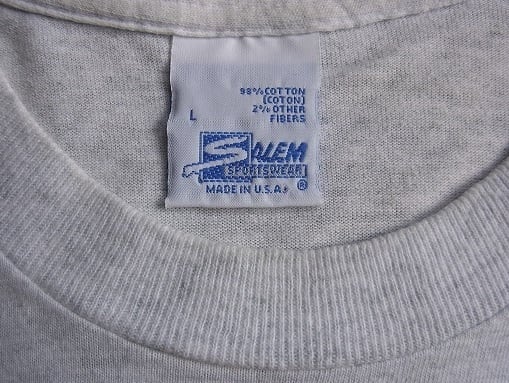 98% COTTON
(COTON)
2% OTHER
FIBERS
L
SALEM
SPORTSWEAR
MADE IN U.S.A. ®